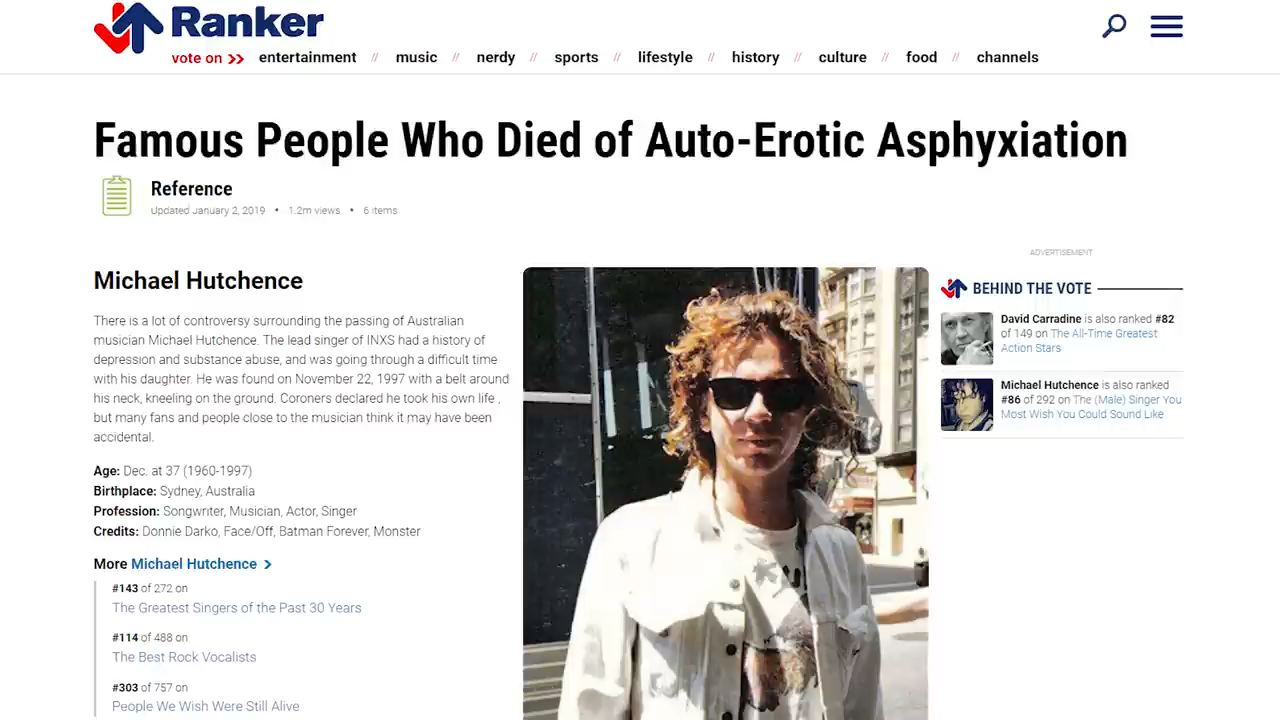 Ranker
vote on >> entertainment // music // nerdy // sports // lifestyle // history // culture // food // channels
Famous People Who Died of Auto-Erotic Asphyxiation
Reference
Updated January 2, 2019 • 1.2m views • 6 items
ADVERTISEMENT
Michael Hutchence
There is a lot of controversy surrounding the passing of Australian
musician Michael Hutchence. The lead singer of INXS had a history of
depression and substance abuse, and was going through a difficult time
with his daughter. He was found on November 22, 1997 with a belt around
his neck, kneeling on the ground. Coroners declared he took his own life ,
but many fans and people close to the musician think it may have been
accidental.
Age: Dec. at 37 (1960-1997)
Birthplace: Sydney, Australia
Profession: Songwriter, Musician, Actor, Singer
Credits: Donnie Darko, Face/Off, Batman Forever, Monster
More Michael Hutchence >
#143 of 272 on
The Greatest Singers of the Past 30 Years
#114 of 488 on
The Best Rock Vocalists
#303 of 757 on
People We Wish Were Still Alive
BEHIND THE VOTE
David Carradine is also ranked #82
of 149 on The All-Time Greatest
Action Stars
Michael Hutchence is also ranked
#86 of 292 on The (Male) Singer You
Most Wish You Could Sound Like